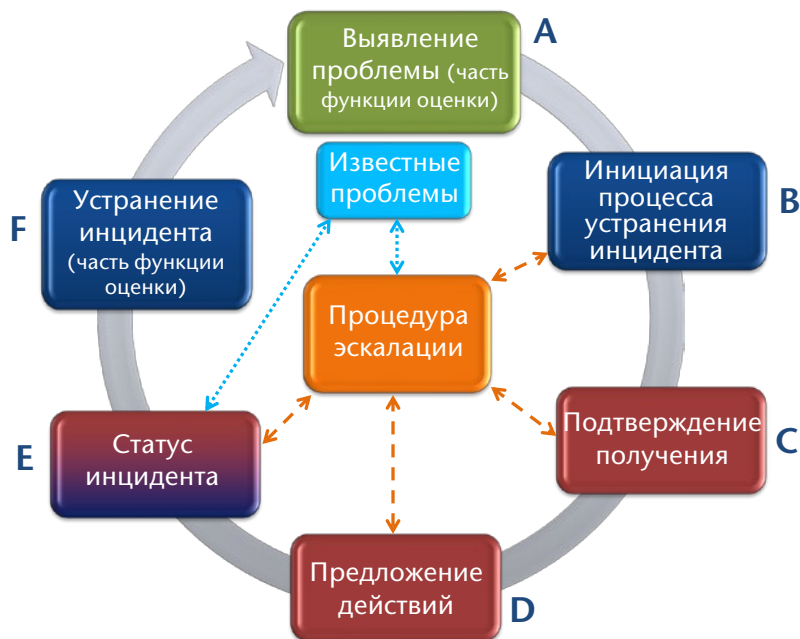 Выявление
проблемы (часть
функции оценки)
A
Известные
проблемы
Инициация
процесса
устранения
инцидента
B
Устранение
инцидента
(часть функции
оценки)
F
Процедура
эскалации
Подтверждение
получения
C
Статус
инцидента
E
Предложение
действий
D